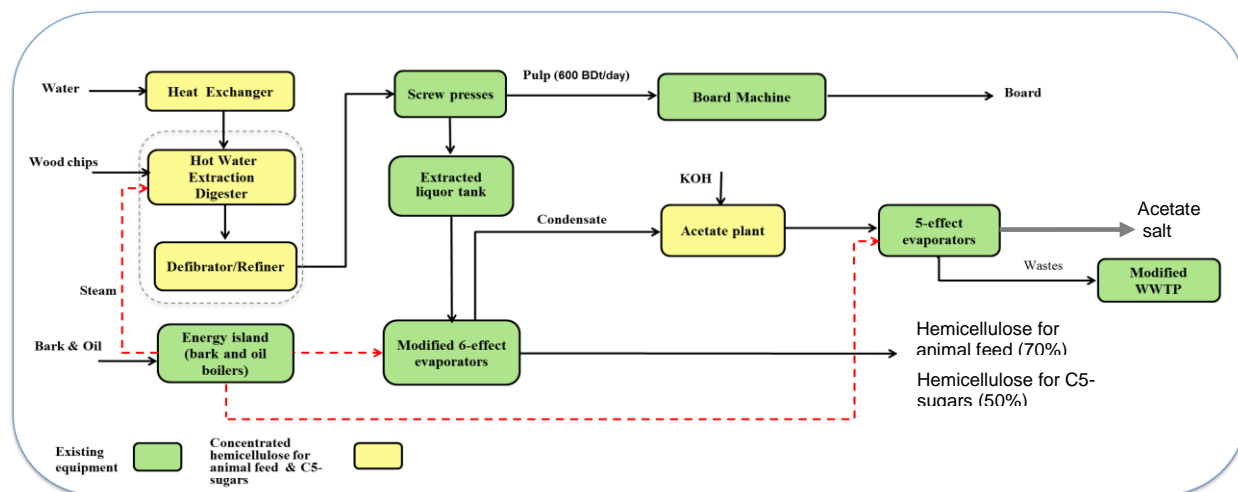 Water
Heat Exchanger
Wood chips
Hot Water
Extraction
Digester
Defibrator/Refiner
Steam
Bark & Oil
Energy island
(bark and oil
boilers)
Screw presses
Pulp (600 BDt/day)
Board Machine
Board
Extracted
liquor tank
Condensate
KOH
Acetate plant
5-effect
evaporators
Acetate
salt
Wastes
Modified
WWTP
Modified 6-effect
evaporators
Hemicellulose for
animal feed (70%)
Hemicellulose for C5-
sugars (50%)
Existing
equipment
Concentrated
hemicellulose for
animal feed & C5-
sugars